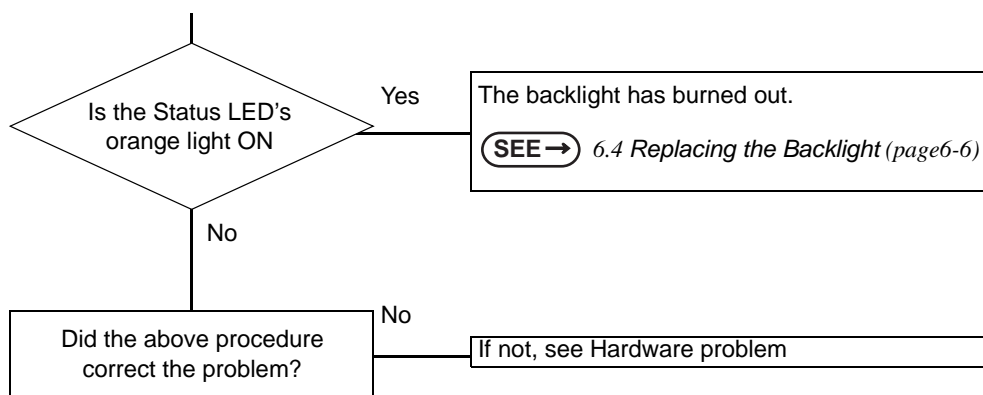 Is the Status LED's
orange light ON
Yes
The backlight has burned out.
SEE→ 6.4 Replacing the Backlight (page6-6)
No
Did the above procedure
correct the problem?
No
If not, see Hardware problem